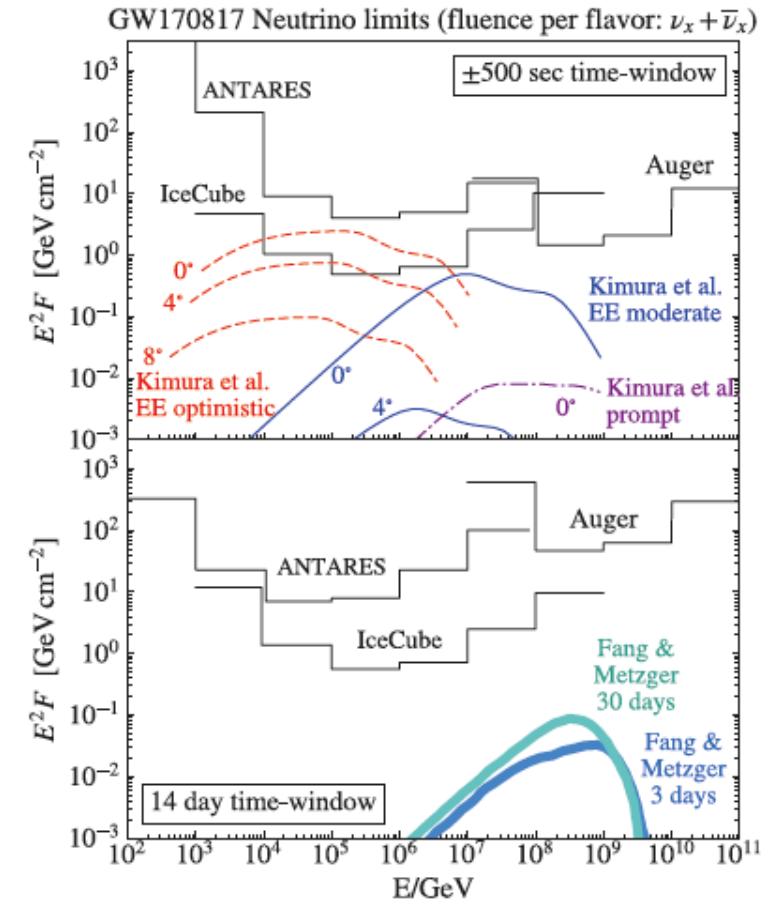 GW170817 Neutrino limits (fluence per flavor: νₓ+ν̅ₓ)
E²F [GeV cm⁻²]
10³
10²
10¹
10⁰
10⁻¹
10⁻²
10⁻³
±500 sec time-window
ANTARES
Auger
IceCube
0°
4°
8°
Kimura et al.
EE optimistic
Kimura et al.
EE moderate
0°
4°
Kimura et al
prompt
0°
E²F [GeV cm⁻²]
10³
10²
10¹
10⁰
10⁻¹
10⁻²
10⁻³
Auger
ANTARES
IceCube
Fang &
Metzger
30 days
Fang &
Metzger
3 days
14 day time-window
10² 10³ 10⁴ 10⁵ 10⁶ 10⁷ 10⁸ 10⁹ 10¹⁰ 10¹¹
E/GeV